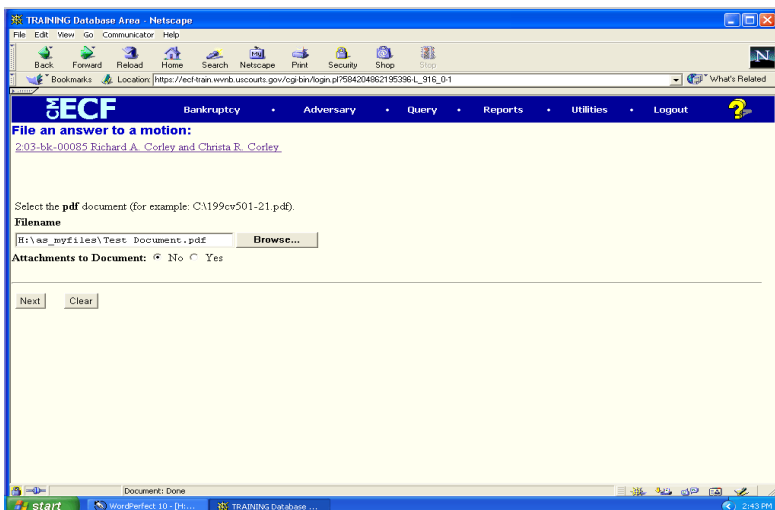 TRAINING Database Area - Netscape
File Edit View Go Communicator Help
Back Forward Reload Home Search Netscape Print Security Shop Stop
Bookmarks Location: https://ecf-train.wvnb.uscourts.gov/cgi-bin/login.pl?584204862195396-L_916_0-1 What's Related
CM ECF Bankruptcy • Adversary • Query • Reports • Utilities • Logout ?
File an answer to a motion:
2:03-bk-00085 Richard A. Corley and Christa R. Corley
Select the pdf document (for example: C:\199cv501-21.pdf).
Filename
H:\as_myfiles\Test Document.pdf Browse...
Attachments to Document: No Yes
Next Clear
Document: Done
start WordPerfect 10 - [H:... TRAINING Database ... 2:43 PM